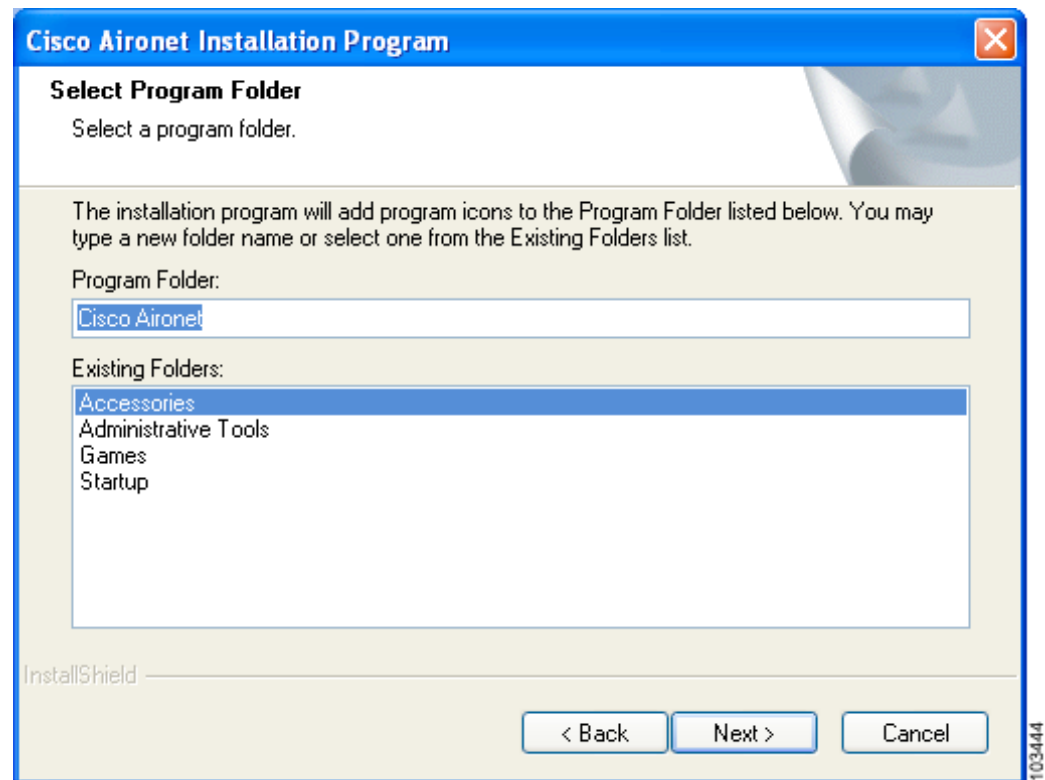 Cisco Aironet Installation Program
Select Program Folder
Select a program folder.
The installation program will add program icons to the Program Folder listed below. You may
type a new folder name or select one from the Existing Folders list.
Program Folder:
Cisco Aironet
Existing Folders:
Accessories
Administrative Tools
Games
Startup
InstallShield
< Back
Next >
Cancel
103444